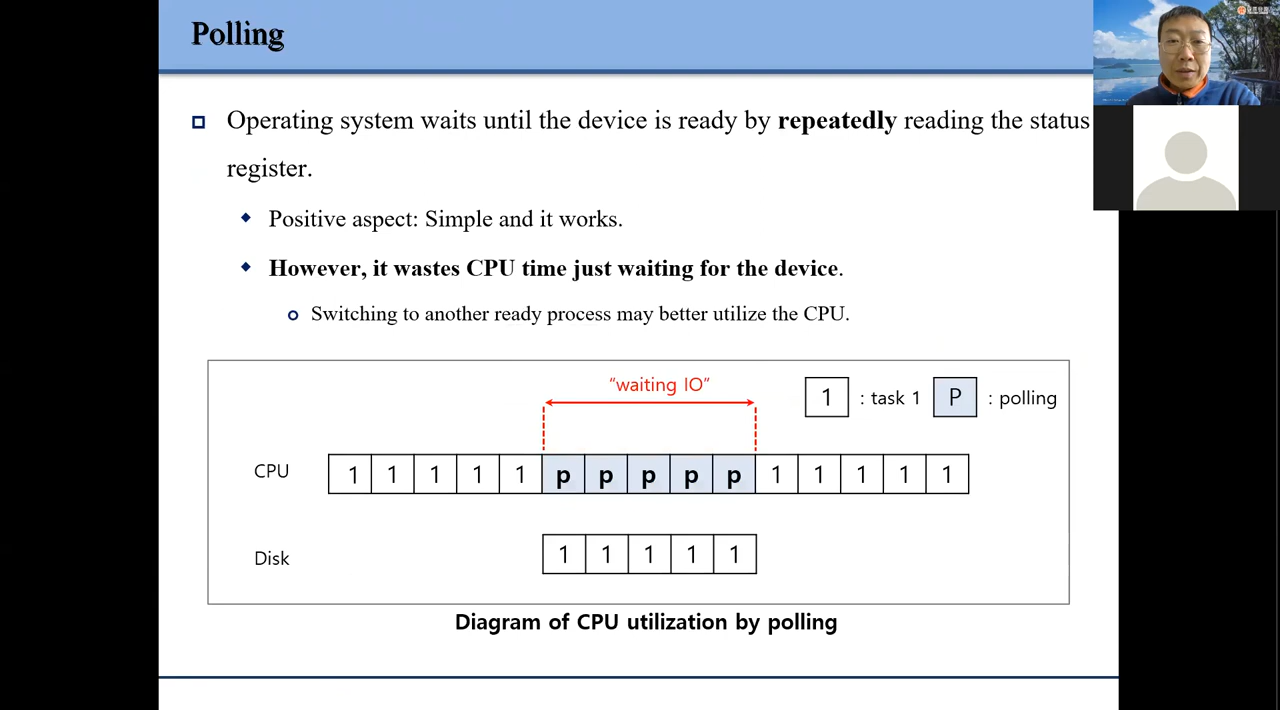 Polling
Operating system waits until the device is ready by repeatedly reading the status
register.
Positive aspect: Simple and it works.
However, it wastes CPU time just waiting for the device.
Switching to another ready process may better utilize the CPU.
“waiting IO”
1 : task 1 P : polling
CPU 1 1 1 1 1 p p p p p 1 1 1 1 1
Disk 1 1 1 1 1
Diagram of CPU utilization by polling